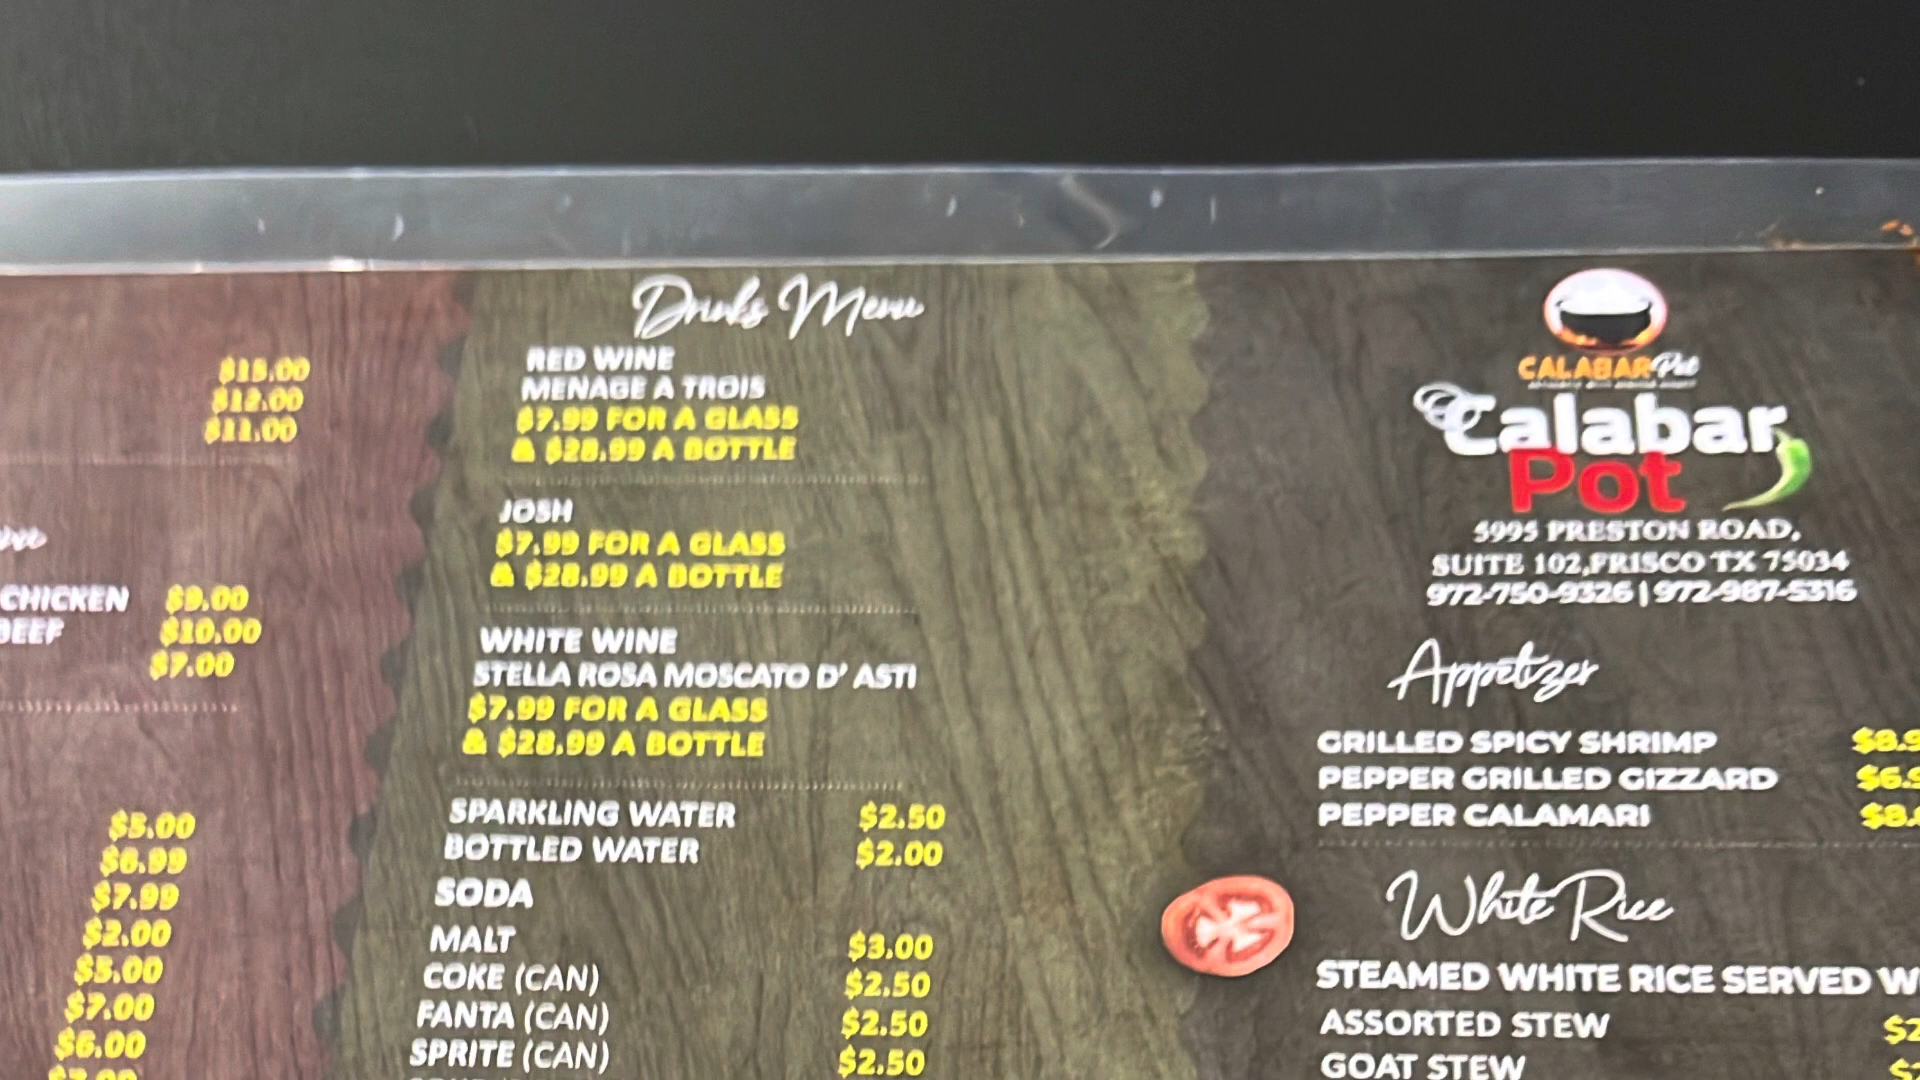 $15.00
$12.00
$11.00
CHICKEN $9.00
BEEF $10.00
$7.00
$5.00
$6.99
$7.99
$2.00
$5.00
$7.00
$6.00
Drinks Menu
RED WINE
MENAGE A TROIS
$7.99 FOR A GLASS
& $28.99 A BOTTLE
JOSH
$7.99 FOR A GLASS
& $28.99 A BOTTLE
WHITE WINE
STELLA ROSA MOSCATO D' ASTI
$7.99 FOR A GLASS
& $28.99 A BOTTLE
SPARKLING WATER $2.50
BOTTLED WATER $2.00
SODA
MALT $3.00
COKE (CAN) $2.50
FANTA (CAN) $2.50
SPRITE (CAN) $2.50
CALABAR Pot
Calabar
Pot
5995 PRESTON ROAD,
SUITE 102,FRISCO TX 75034
972-750-9326 | 972-987-5316
Appetizer
GRILLED SPICY SHRIMP
PEPPER GRILLED GIZZARD
PEPPER CALAMARI
White Rice
STEAMED WHITE RICE SERVED
ASSORTED STEW
GOAT STEW